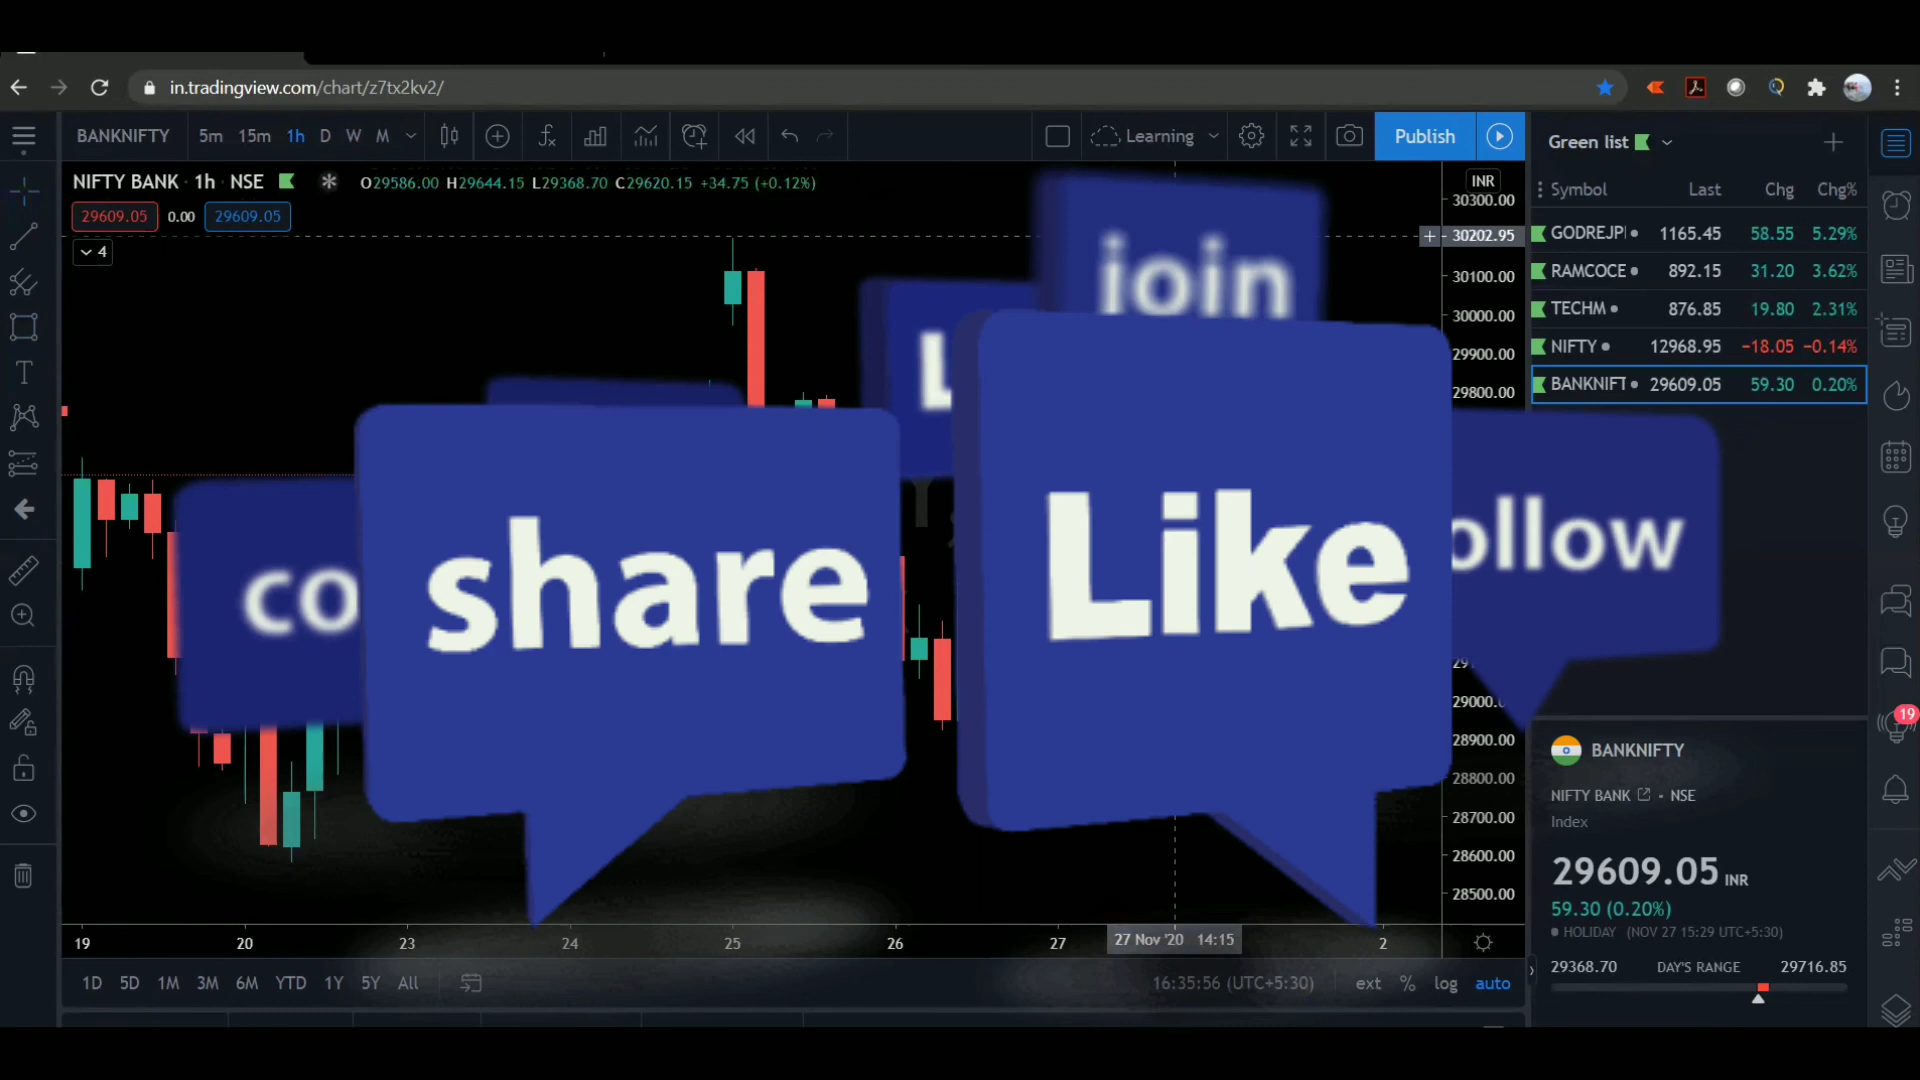 in.tradingview.com/chart/z7tx2kv2/
BANKNIFTY 5m 15m 1h D W M Learning Publish
NIFTY BANK · 1h · NSE O29586.00 H29644.15 L29368.70 C29620.15 +34.75 (+0.12%)
29609.05 0.00 29609.05
4
INR
30300.00
30202.95
30100.00
30000.00
29900.00
29800.00
29000.
28900.00
28800.00
28700.00
28600.00
28500.00
join
L
co
share
Like
ollow
19 20 23 24 25 26 27 27 Nov '20 14:15 2
1D 5D 1M 3M 6M YTD 1Y 5Y All 16:35:56 (UTC+5:30) ext % log auto
Green list
Symbol Last Chg Chg%
GODREJP 1165.45 58.55 5.29%
RAMCOCE 892.15 31.20 3.62%
TECHM 876.85 19.80 2.31%
NIFTY 12968.95 −18.05 −0.14%
BANKNIFT 29609.05 59.30 0.20%
19
BANKNIFTY
NIFTY BANK · NSE
Index
29609.05 INR
59.30 (0.20%)
HOLIDAY (NOV 27 15:29 UTC+5:30)
29368.70 DAY'S RANGE 29716.85